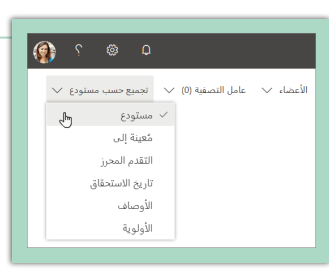 الأعضاء عامل التصفية (0) تجميع حسب مستودع
مستودع
مُعينة إلى
التقدم المحرز
تاريخ الاستحقاق
الأوصاف
الأولوية